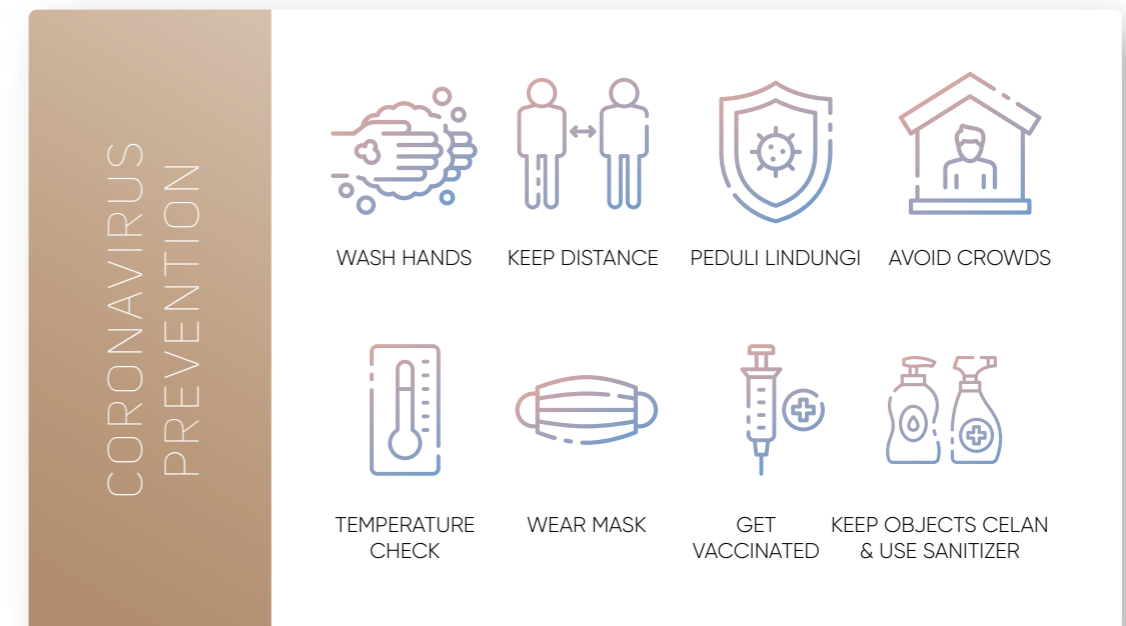 CORONAVIRUS
PREVENTION
WASH HANDS
KEEP DISTANCE
PEDULI LINDUNGI
AVOID CROWDS
TEMPERATURE
CHECK
WEAR MASK
GET
VACCINATED
KEEP OBJECTS CELAN
& USE SANITIZER